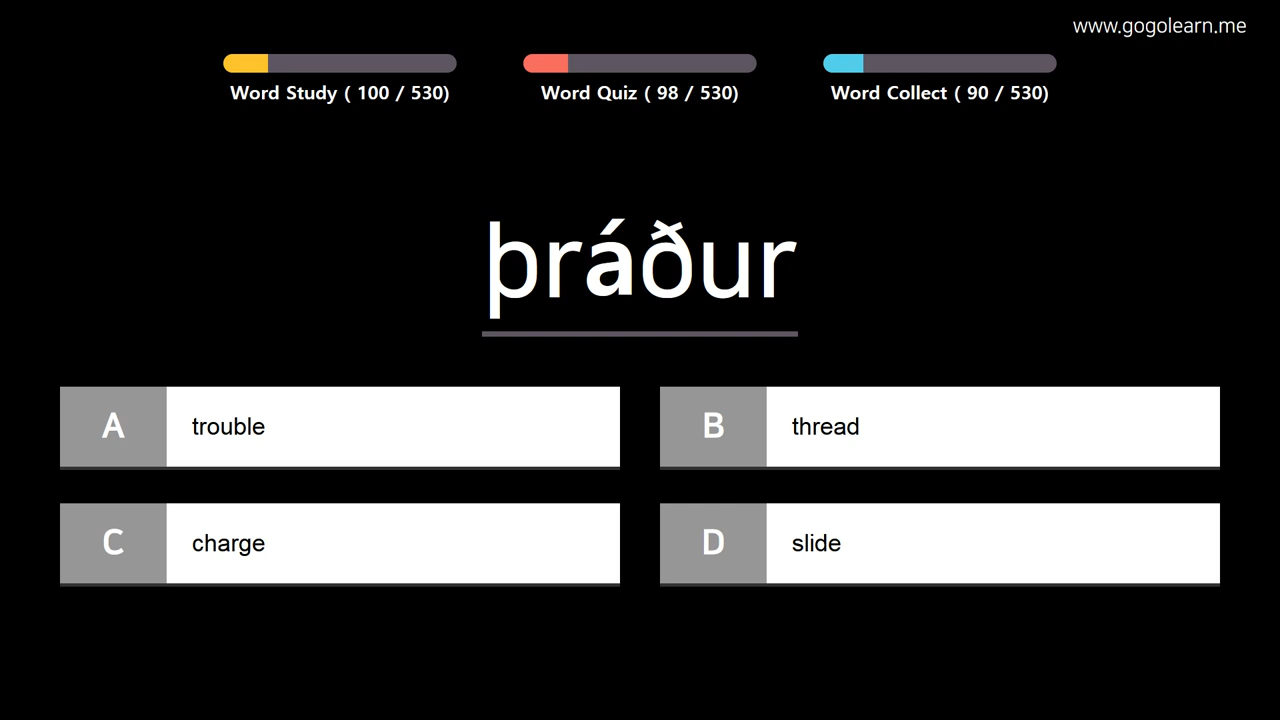 www.gogolearn.me
Word Study ( 100 / 530)
Word Quiz ( 98 / 530)
Word Collect ( 90 / 530)
þráður
A trouble
B thread
C charge
D slide